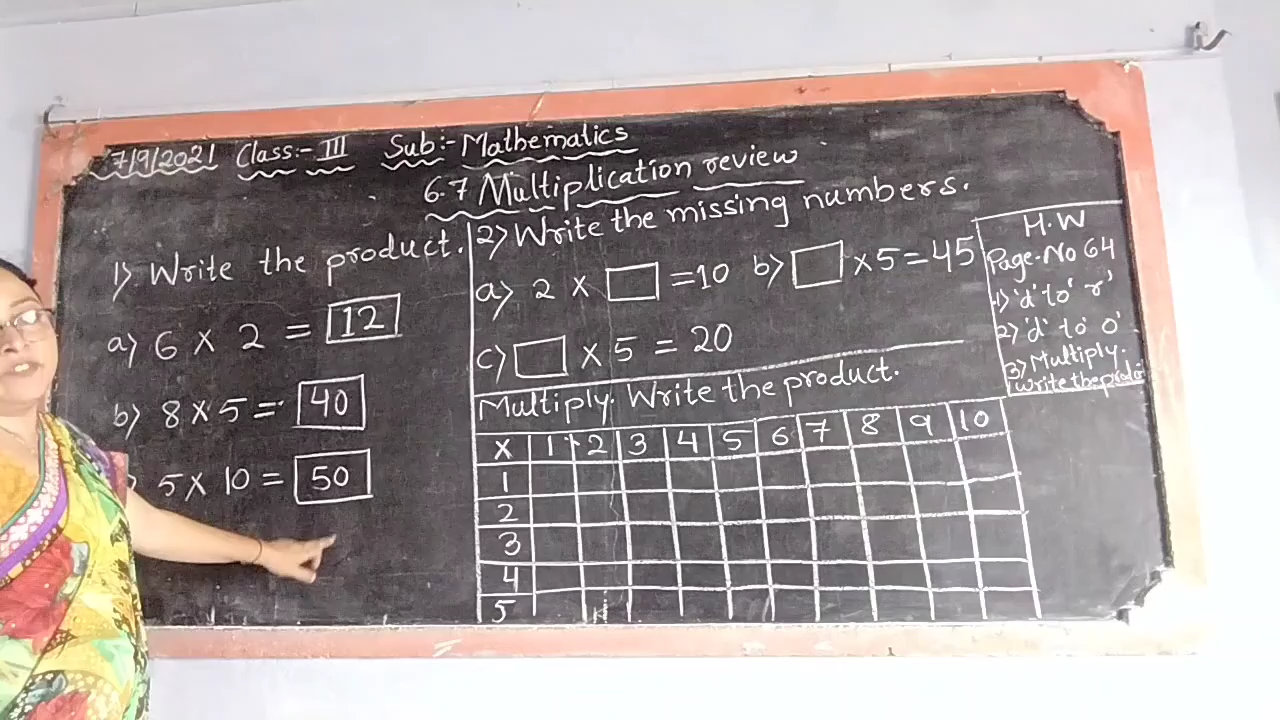 7/9/2021 Class:- III Sub:- Mathematics
6.7 Multiplication review
1) Write the product.
a) 6 × 2 = 12
b) 8 × 5 = 40
) 5 × 10 = 50
2) Write the missing numbers.
a) 2 × □ = 10 b) □ × 5 = 45
c) □ × 5 = 20
Multiply. Write the product.
X 1 2 3 4 5 6 7 8 9 10
1
2
3
4
5
H.W
Page-No 64
1) 'd' to 'r'
2) 'd' to 'o'
3) Multiply.
write the